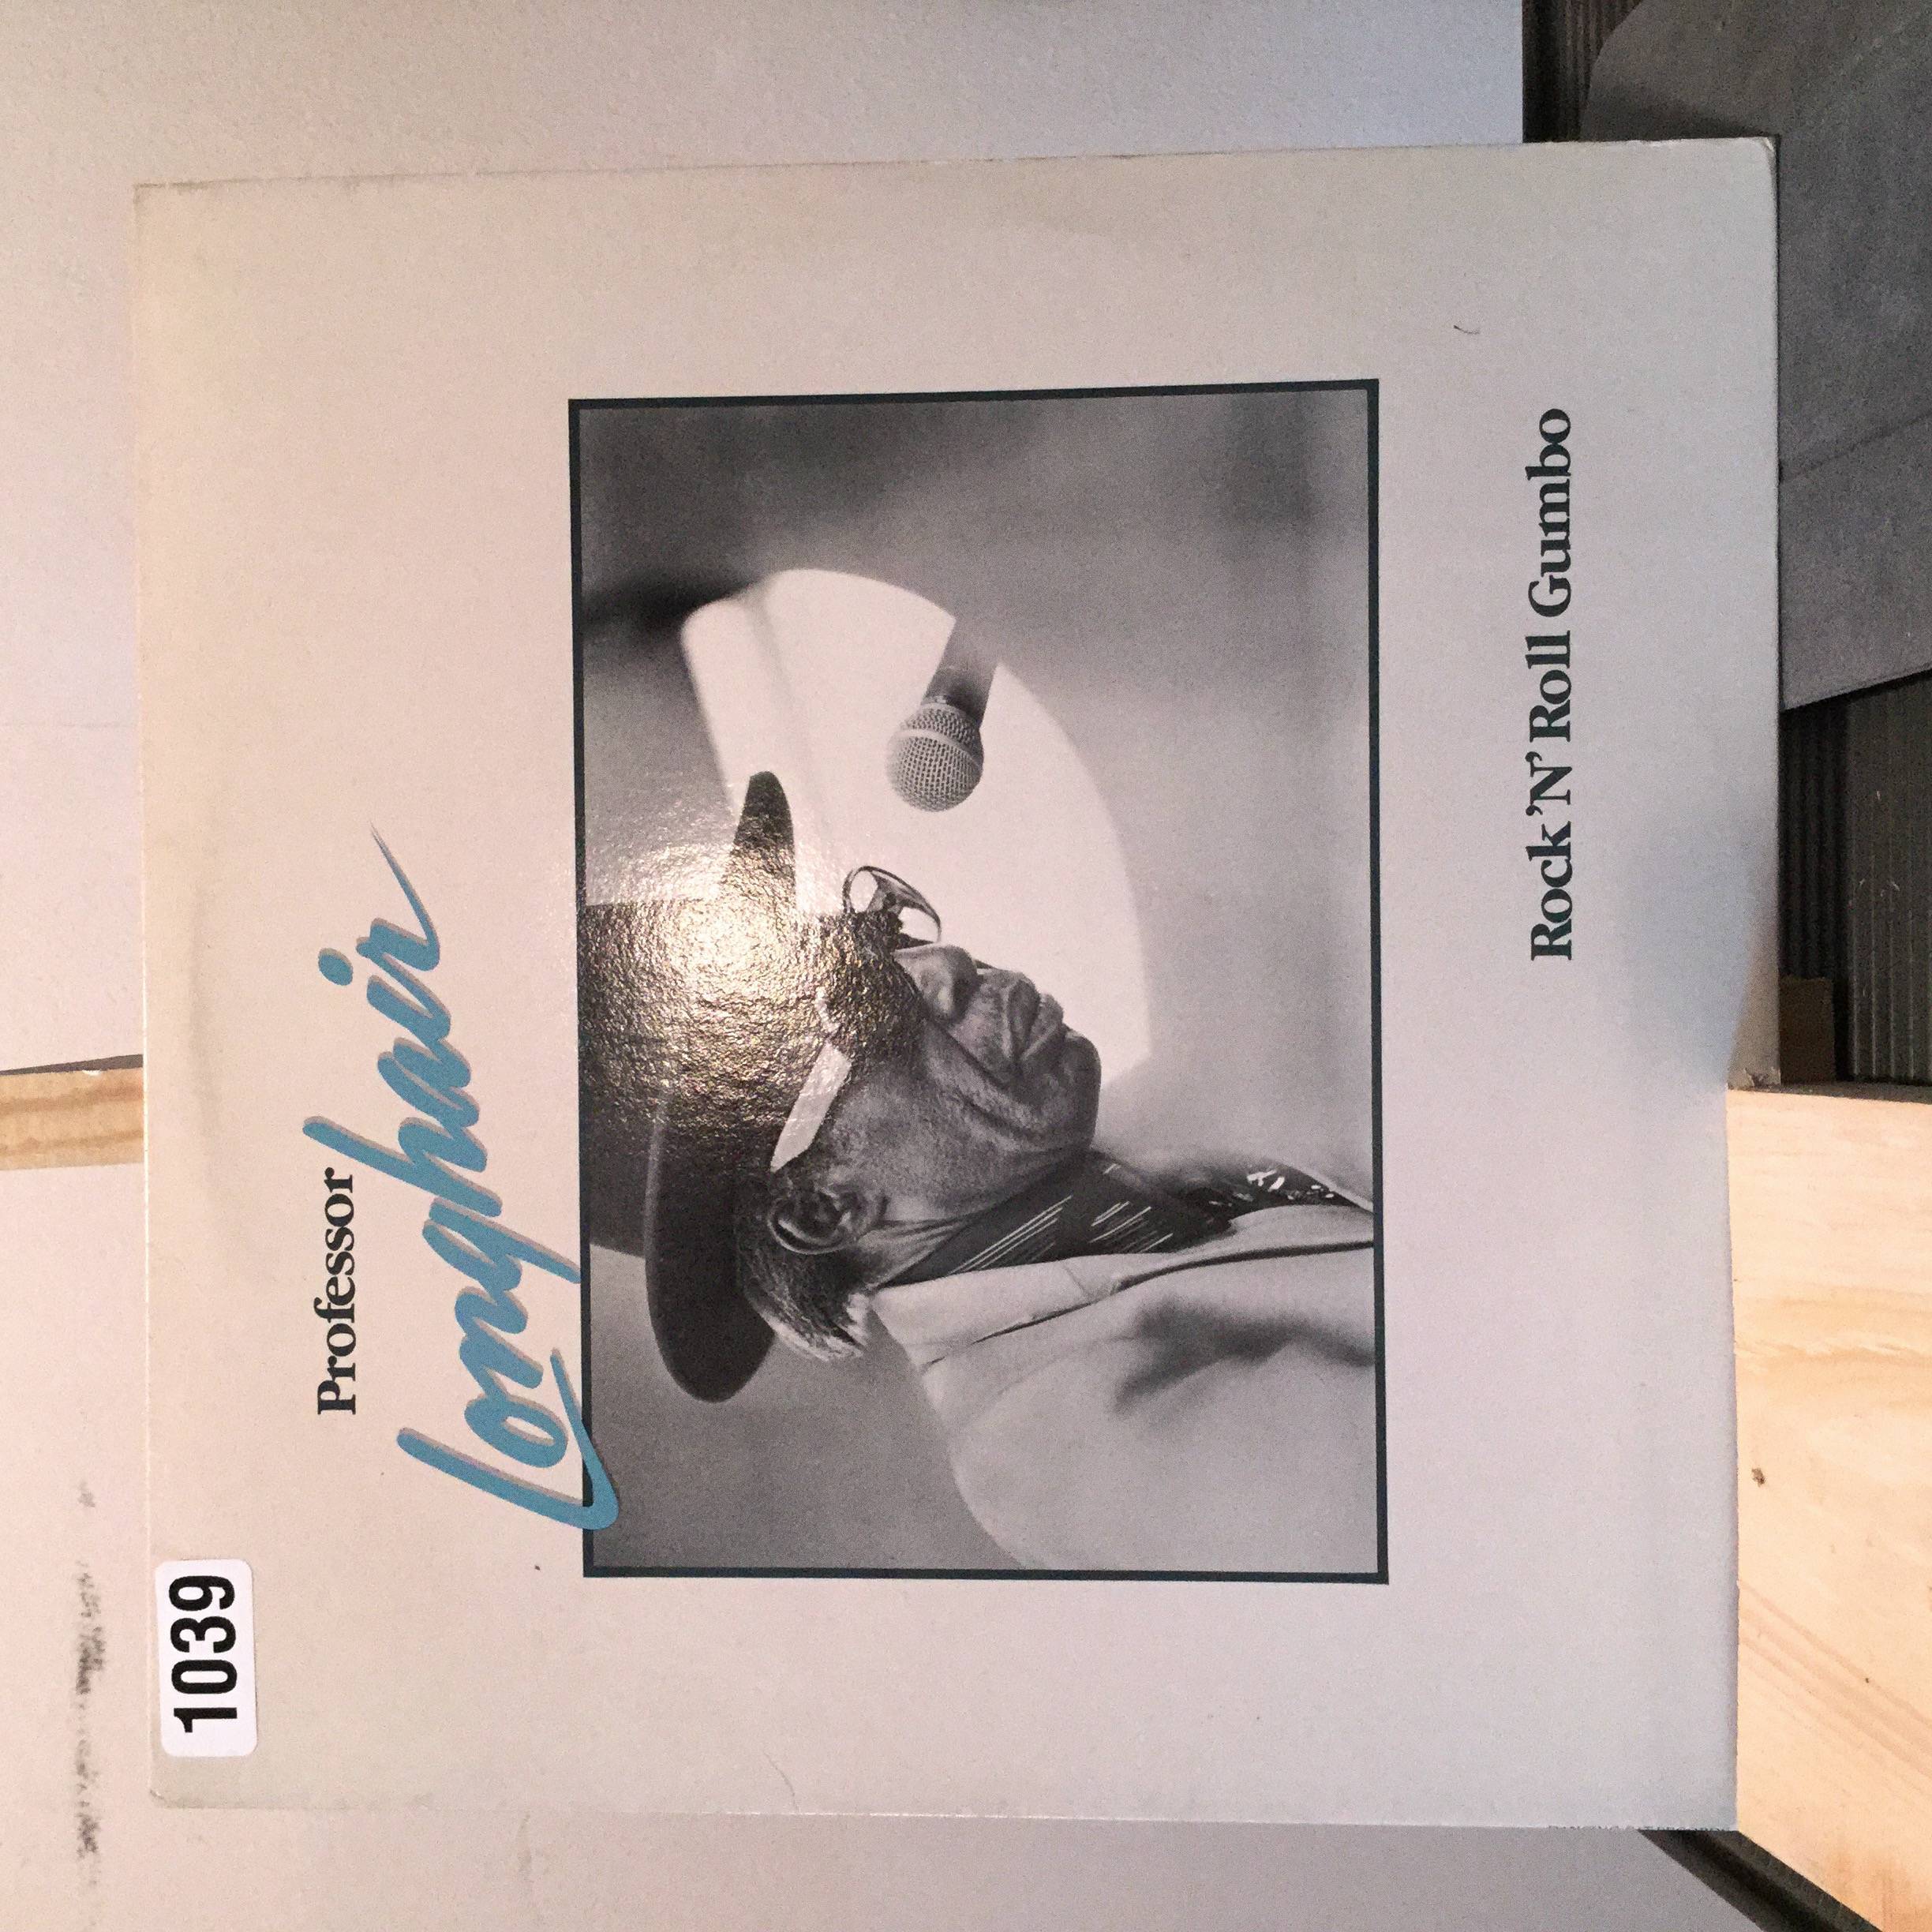 1039
Professor
Longhair
Rock 'N' Roll Gumbo